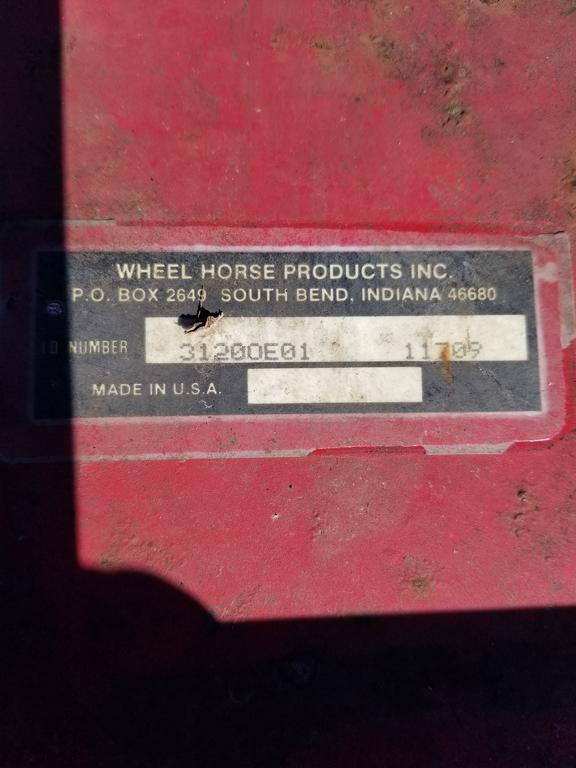 WHEEL HORSE PRODUCTS INC.
P.O. BOX 2649 SOUTH BEND, INDIANA 46680
ID NUMBER 31200E01 11709
MADE IN U.S.A.